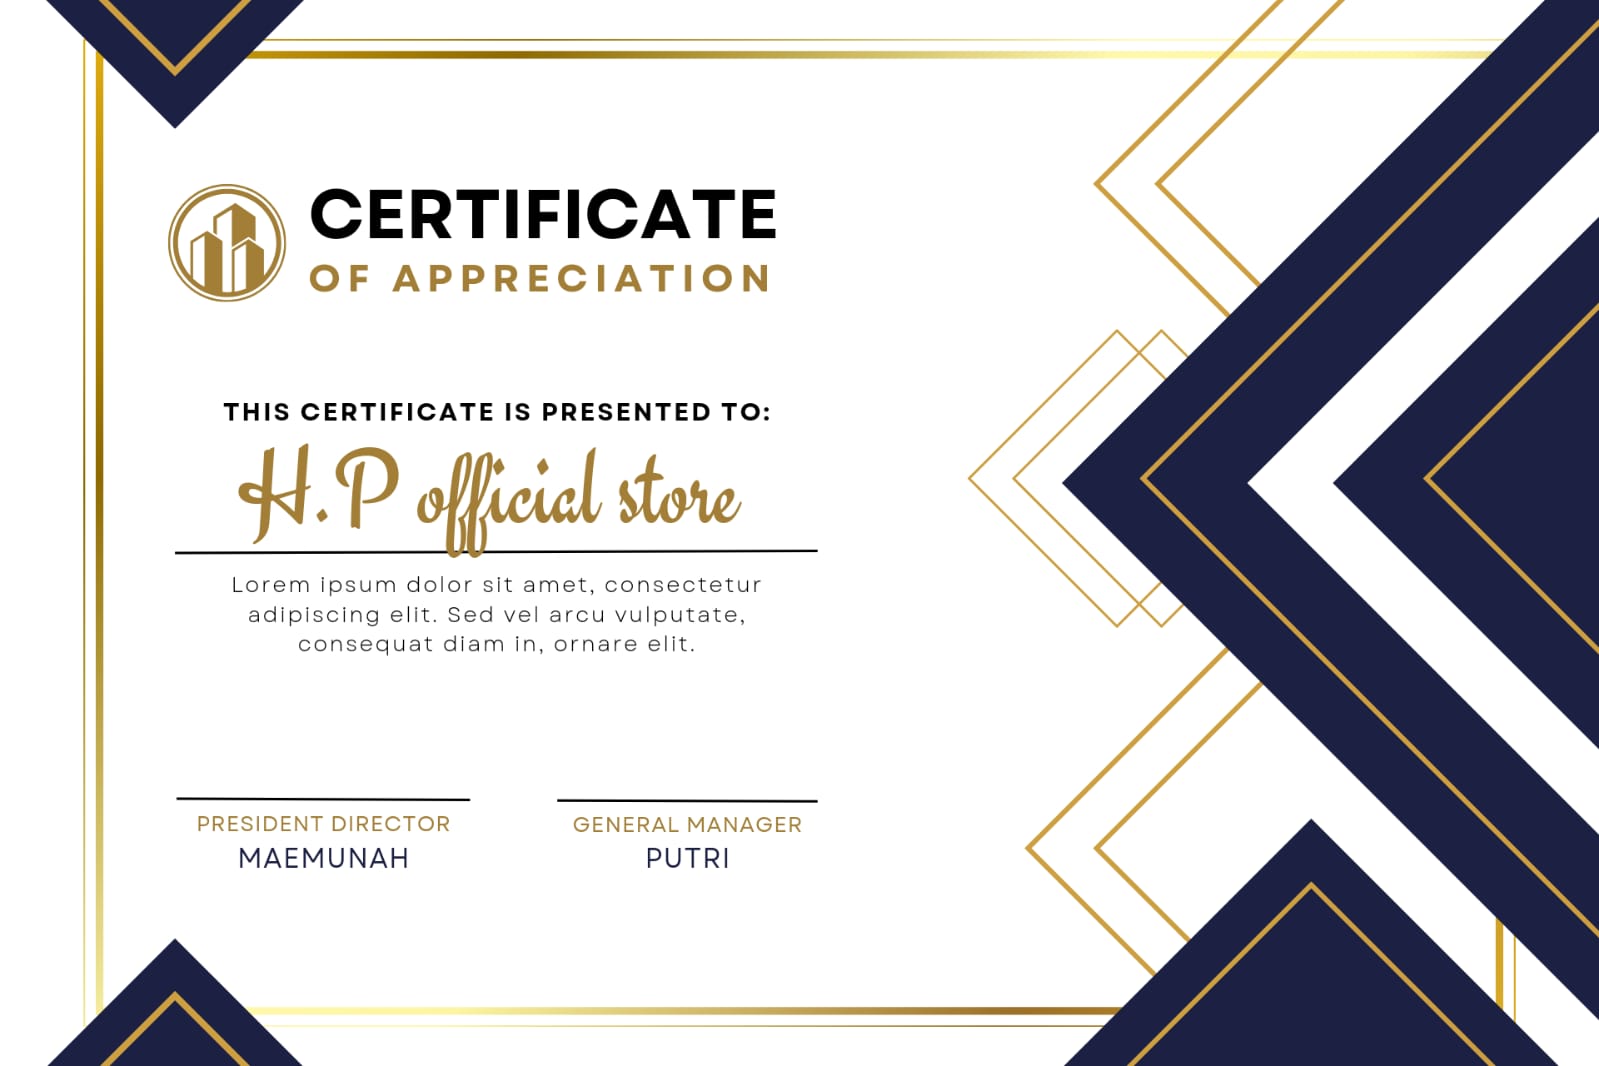 CERTIFICATE
OF APPRECIATION
THIS CERTIFICATE IS PRESENTED TO:
H.P official store
Lorem ipsum dolor sit amet, consectetur
adipiscing elit. Sed vel arcu vulputate,
consequat diam in, ornare elit.
PRESIDENT DIRECTOR
MAEMUNAH
GENERAL MANAGER
PUTRI